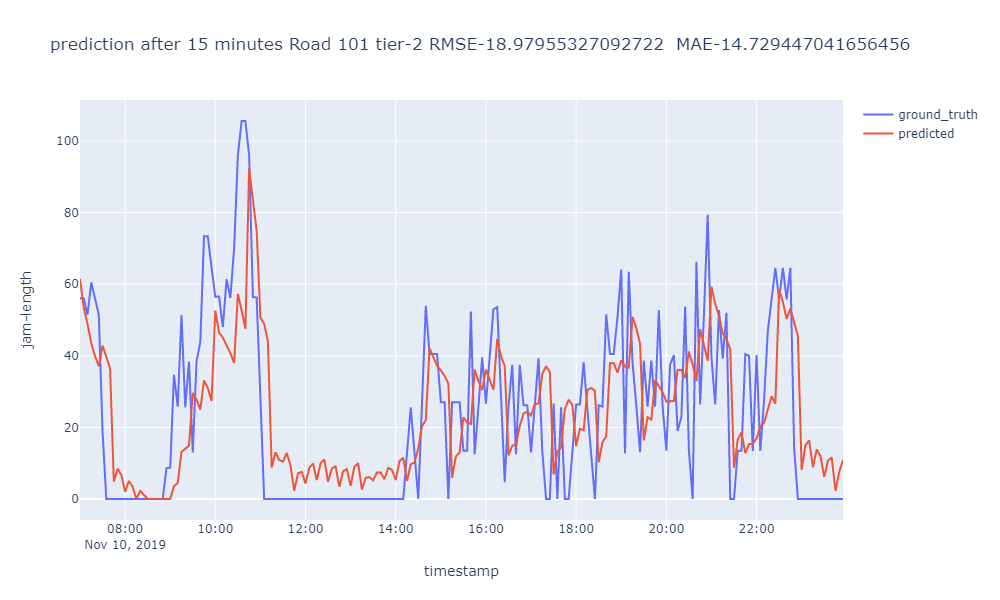 prediction after 15 minutes Road 101 tier-2 RMSE-18.97955327092722  MAE-14.729447041656456
ground_truth
predicted
100
80
60
40
20
0
jam-length
08:00 10:00 12:00 14:00 16:00 18:00 20:00 22:00
Nov 10, 2019
timestamp